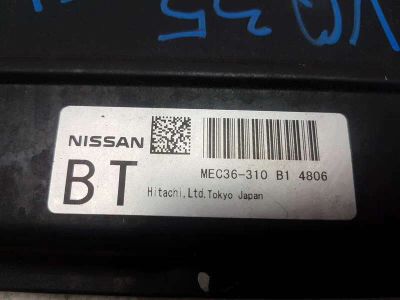 VQ35
NISSAN
BT
MEC36-310 B1 4806
Hitachi,Ltd.Tokyo Japan